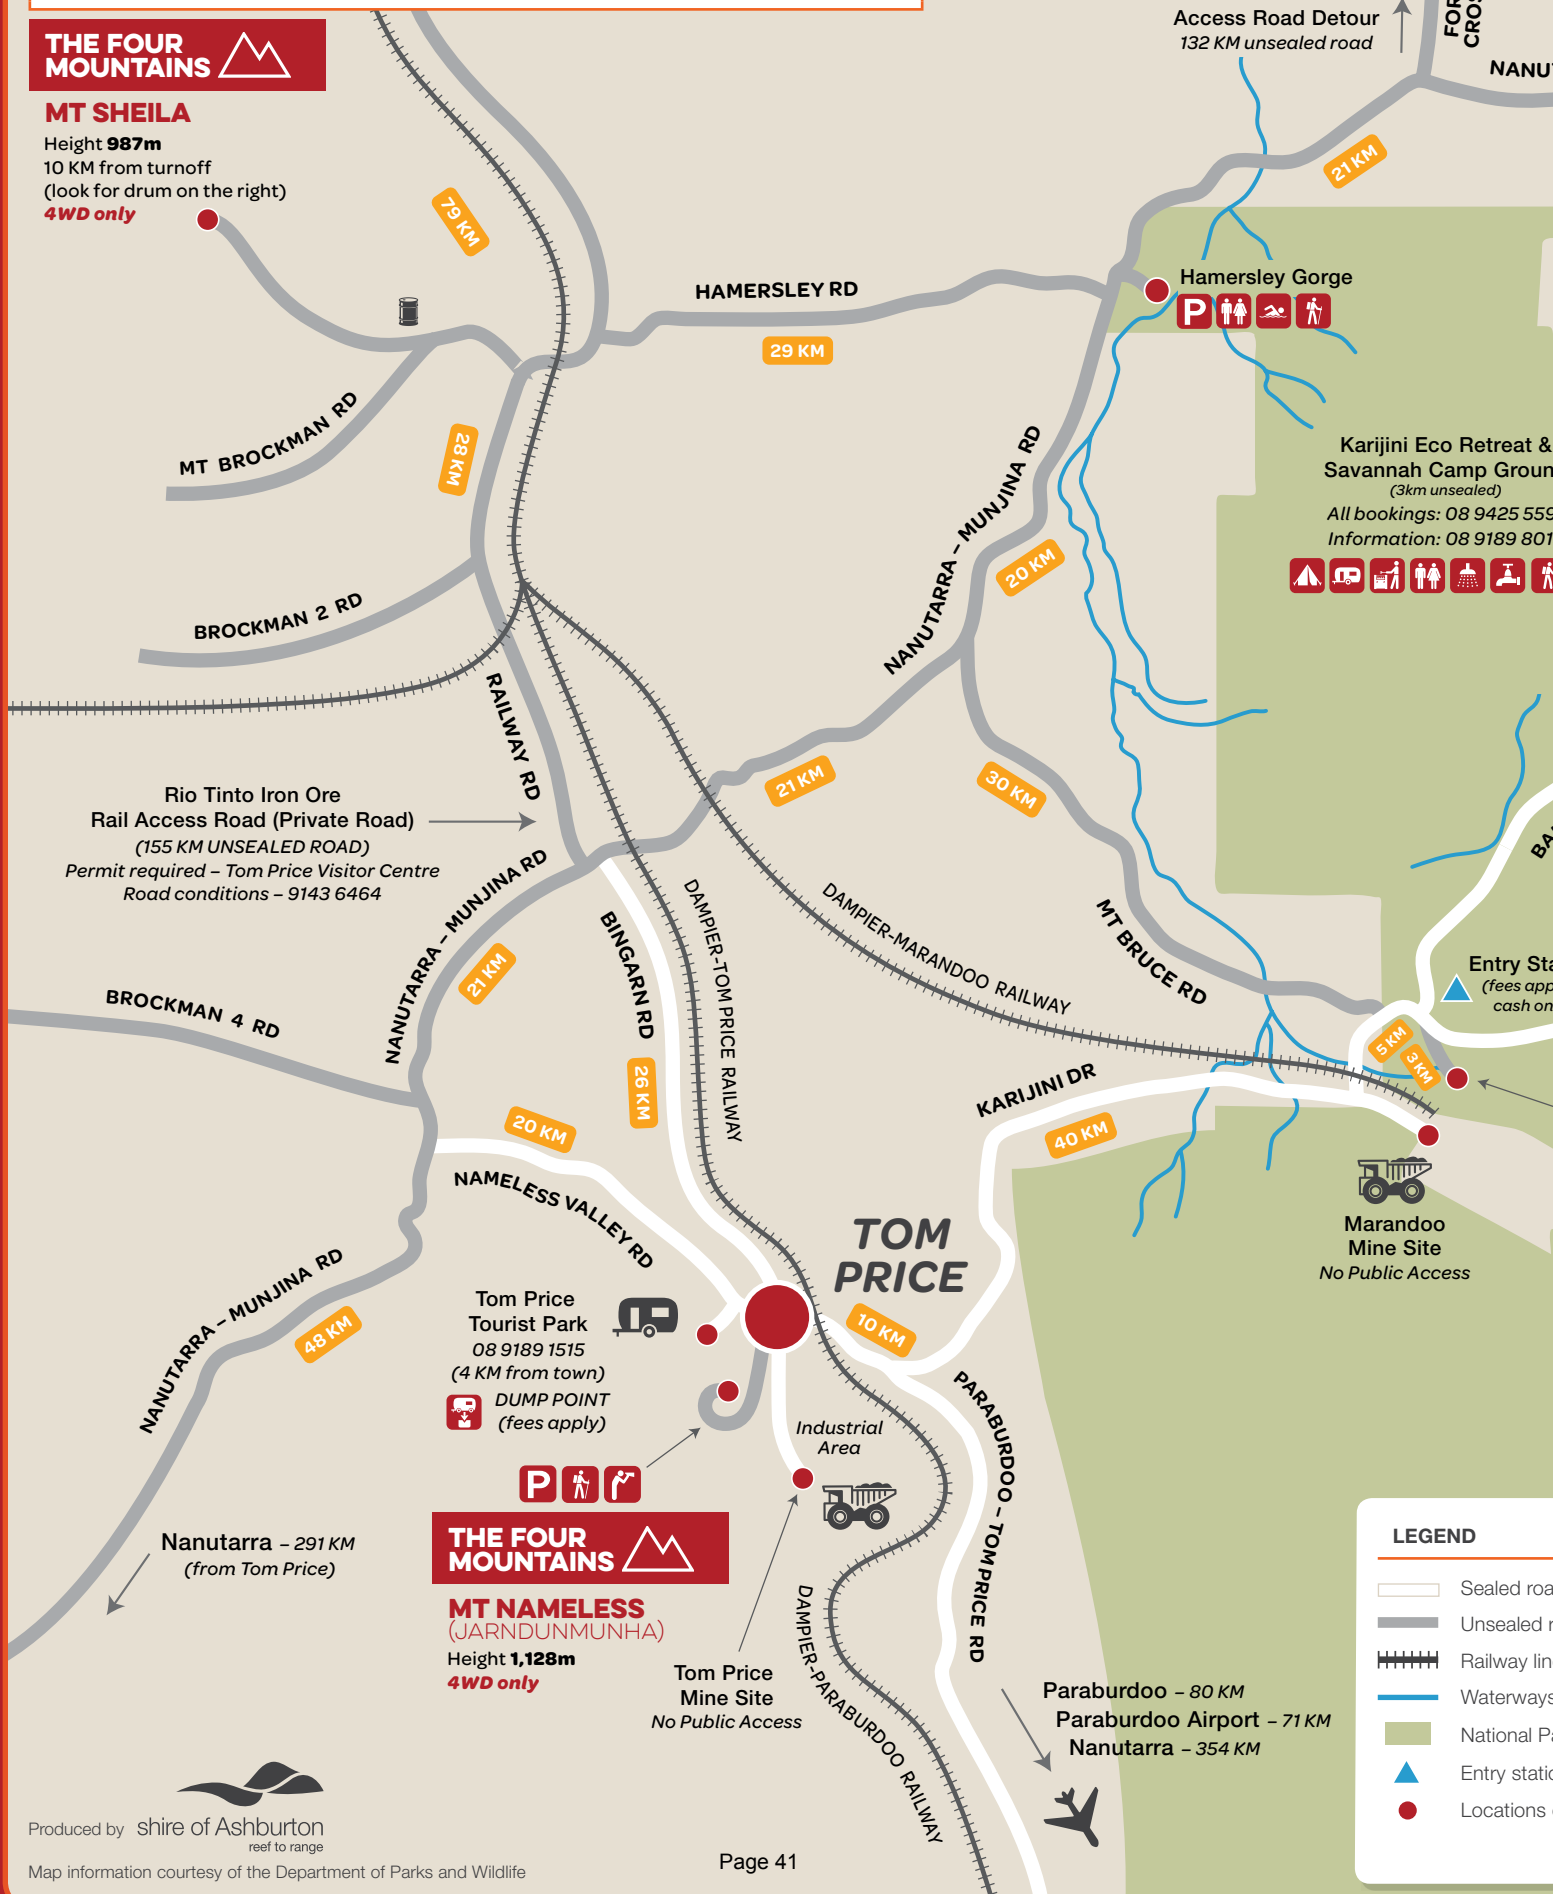 THE FOUR
MOUNTAINS
MT SHEILA
Height 987m
10 KM from turnoff
(look for drum on the right)
4WD only
Access Road Detour
132 KM unsealed road
79 KM
21 KM
HAMERSLEY RD
29 KM
Hamersley Gorge
P
MT BROCKMAN RD
28 KM
Karijini Eco Retreat &
Savannah Camp
(3km unsealed)
All bookings: 08 9425
Information: 08 9189
NANUTARRA – MUNJINA RD
20 KM
BROCKMAN 2 RD
RAILWAY RD
21 KM
30 KM
Rio Tinto Iron Ore
Rail Access Road (Private Road)
(155 KM UNSEALED ROAD)
Permit required – Tom Price Visitor Centre
Road conditions – 9143 6464
NANUTARRA – MUNJINA RD
21 KM
BINGARN RD
DAMPIER-TOM PRICE RAILWAY
DAMPIER-MARANDOO RAILWAY
MT BRUCE RD
Entry
(fees
cash
BROCKMAN 4 RD
5 KM
3 KM
26 KM
KARIJINI DR
40 KM
20 KM
NAMELESS VALLEY RD
TOM
PRICE
Marandoo
Mine Site
No Public Access
NANUTARRA – MUNJINA RD
48 KM
Tom Price
Tourist Park
08 9189 1515
(4 KM from town)
DUMP POINT
(fees apply)
10 KM
PARABURDOO – TOM PRICE RD
Industrial
Area
P
THE FOUR
MOUNTAINS
MT NAMELESS
(JARNDUNMUNHA)
Height 1,128m
4WD only
Nanutarra – 291 KM
(from Tom Price)
Tom Price
Mine Site
No Public Access
DAMPIER-PARABURDOO RAILWAY
Paraburdoo – 80 KM
Paraburdoo Airport – 71 KM
Nanutarra – 354 KM
LEGEND
Sealed
Unsealed
Railway
Waterways
National
Entry
Locations
Produced by shire of Ashburton
reef to range
Map information courtesy of the Department of Parks and Wildlife
Page 41